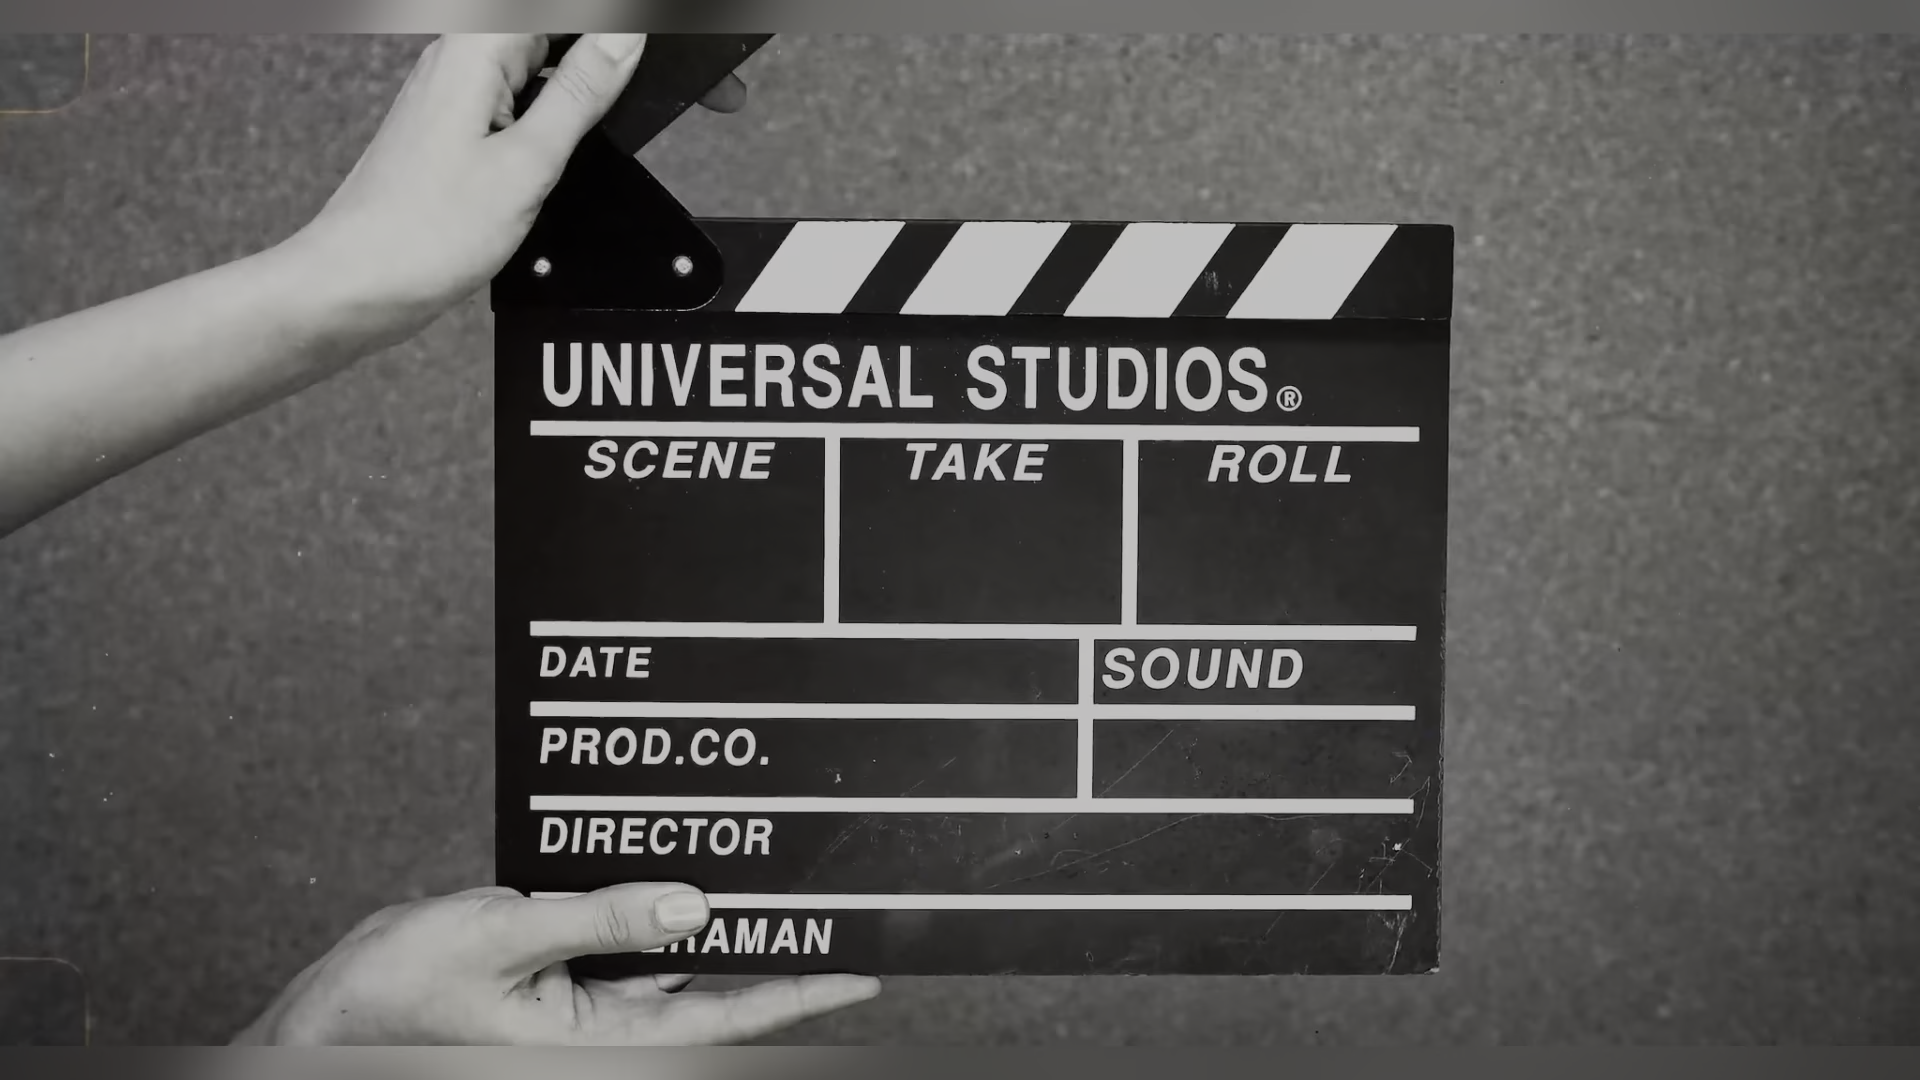 UNIVERSAL STUDIOS®
SCENE TAKE ROLL
DATE SOUND
PROD.CO.
DIRECTOR